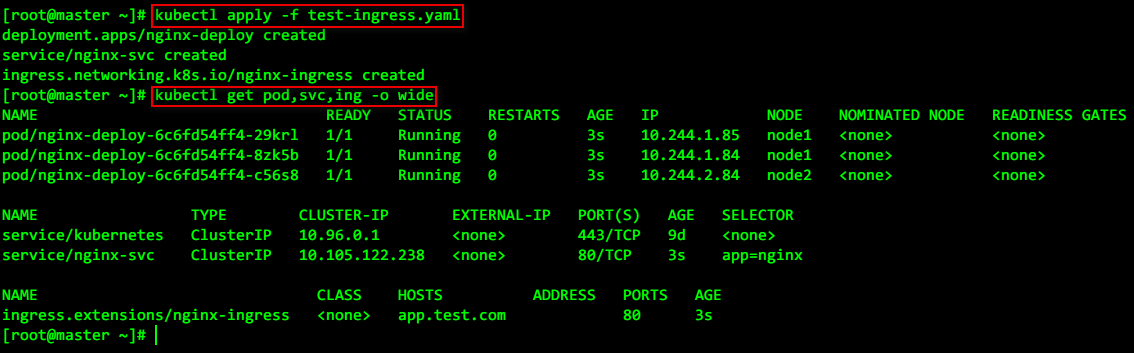 [root@master ~]# kubectl apply -f test-ingress.yaml
deployment.apps/nginx-deploy created
service/nginx-svc created
ingress.networking.k8s.io/nginx-ingress created
[root@master ~]# kubectl get pod,svc,ing -o wide
NAME READY STATUS RESTARTS AGE IP NODE NOMINATED NODE READINESS GATES
pod/nginx-deploy-6c6fd54ff4-29krl 1/1 Running 0 3s 10.244.1.85 node1 <none> <none>
pod/nginx-deploy-6c6fd54ff4-8zk5b 1/1 Running 0 3s 10.244.1.84 node1 <none> <none>
pod/nginx-deploy-6c6fd54ff4-c56s8 1/1 Running 0 3s 10.244.2.84 node2 <none> <none>
NAME TYPE CLUSTER-IP EXTERNAL-IP PORT(S) AGE SELECTOR
service/kubernetes ClusterIP 10.96.0.1 <none> 443/TCP 9d <none>
service/nginx-svc ClusterIP 10.105.122.238 <none> 80/TCP 3s app=nginx
NAME CLASS HOSTS ADDRESS PORTS AGE
ingress.extensions/nginx-ingress <none> app.test.com 80 3s
[root@master ~]#